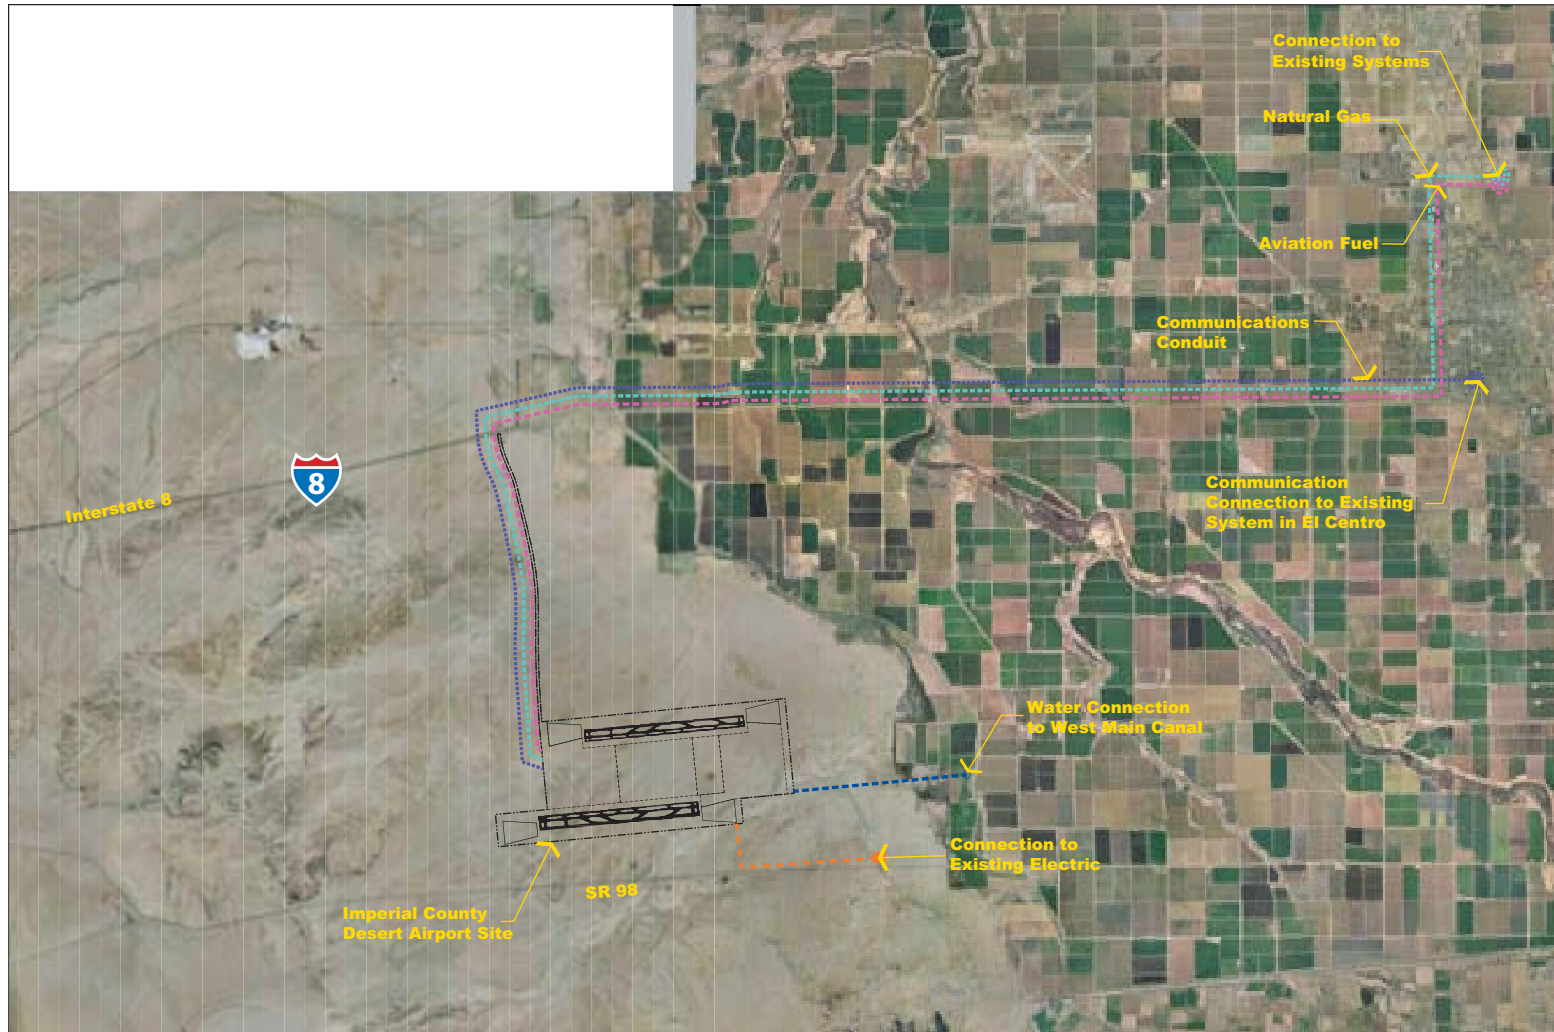 Connection to
Existing Systems
Natural Gas
Aviation Fuel
Communications
Conduit
Communication
Connection to Existing
System in El Centro
8
Interstate 8
Water Connection
to West Main Canal
Connection to
Existing Electric
SR 98
Imperial County
Desert Airport Site